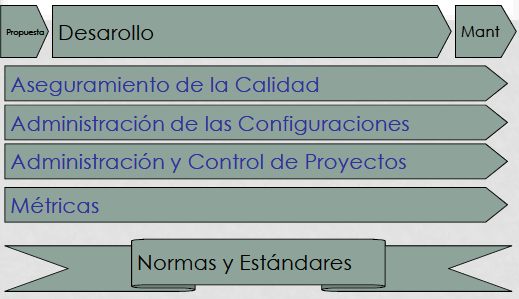 Propuesta
Desarollo
Mant
Aseguramiento de la Calidad
Administración de las Configuraciones
Administración y Control de Proyectos
Métricas
Normas y Estándares